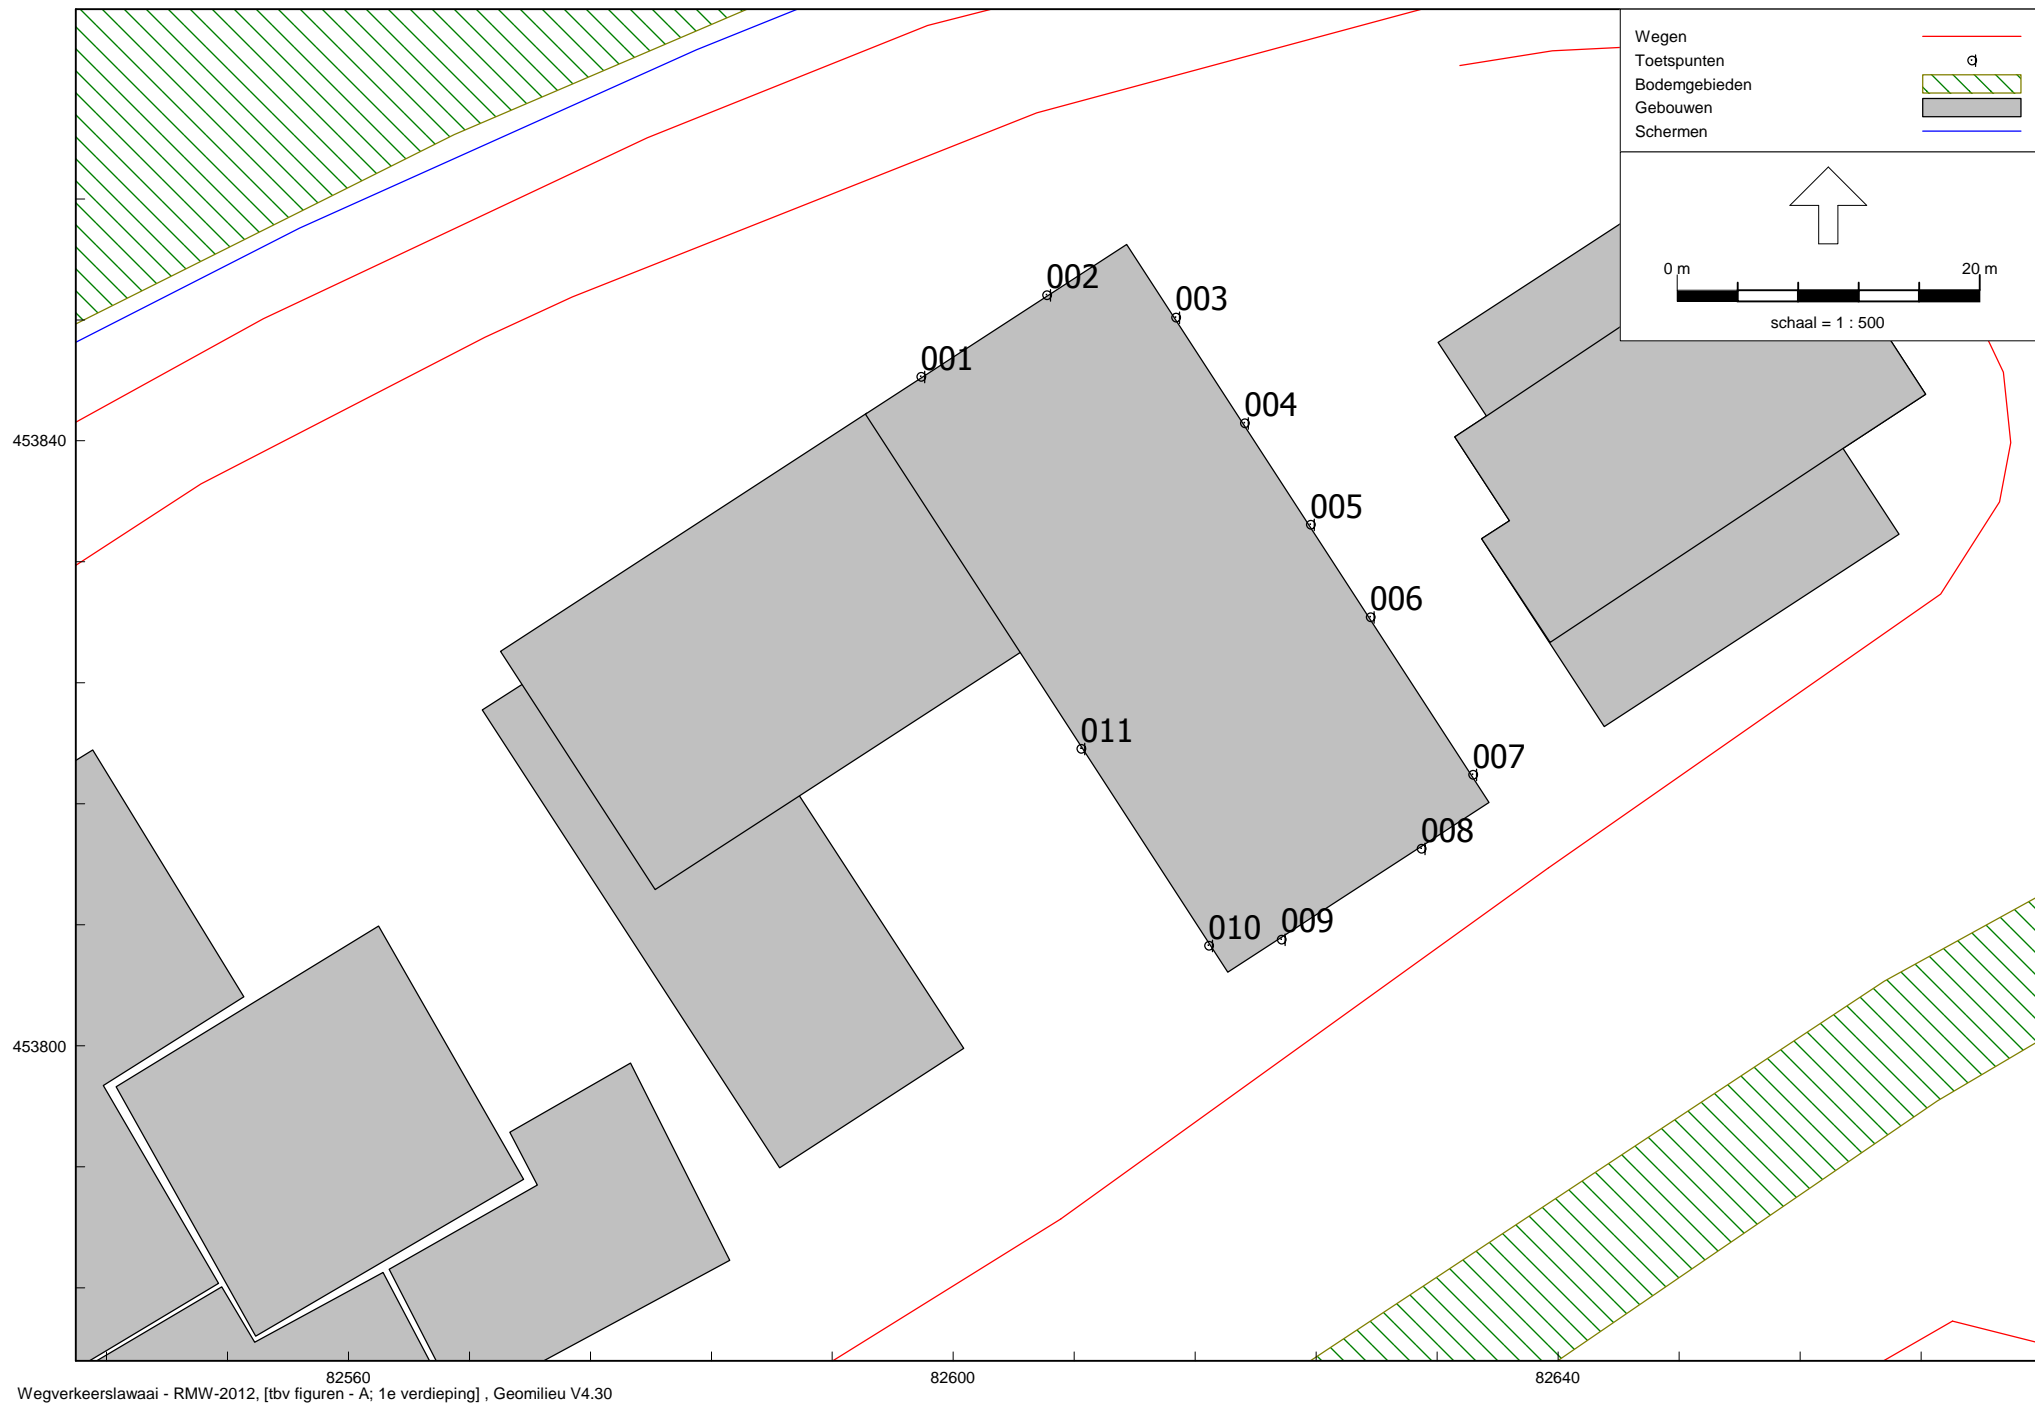 Wegen
Toetspunten
Bodemgebieden
Gebouwen
Schermen
0 m 20 m
schaal = 1 : 500
002
003
001
004
453840
005
006
011
007
008
009
010
453800
82560 82600 82640
Wegverkeerslawaai - RMW-2012, [tbv figuren - A; 1e verdieping] , Geomilieu V4.30